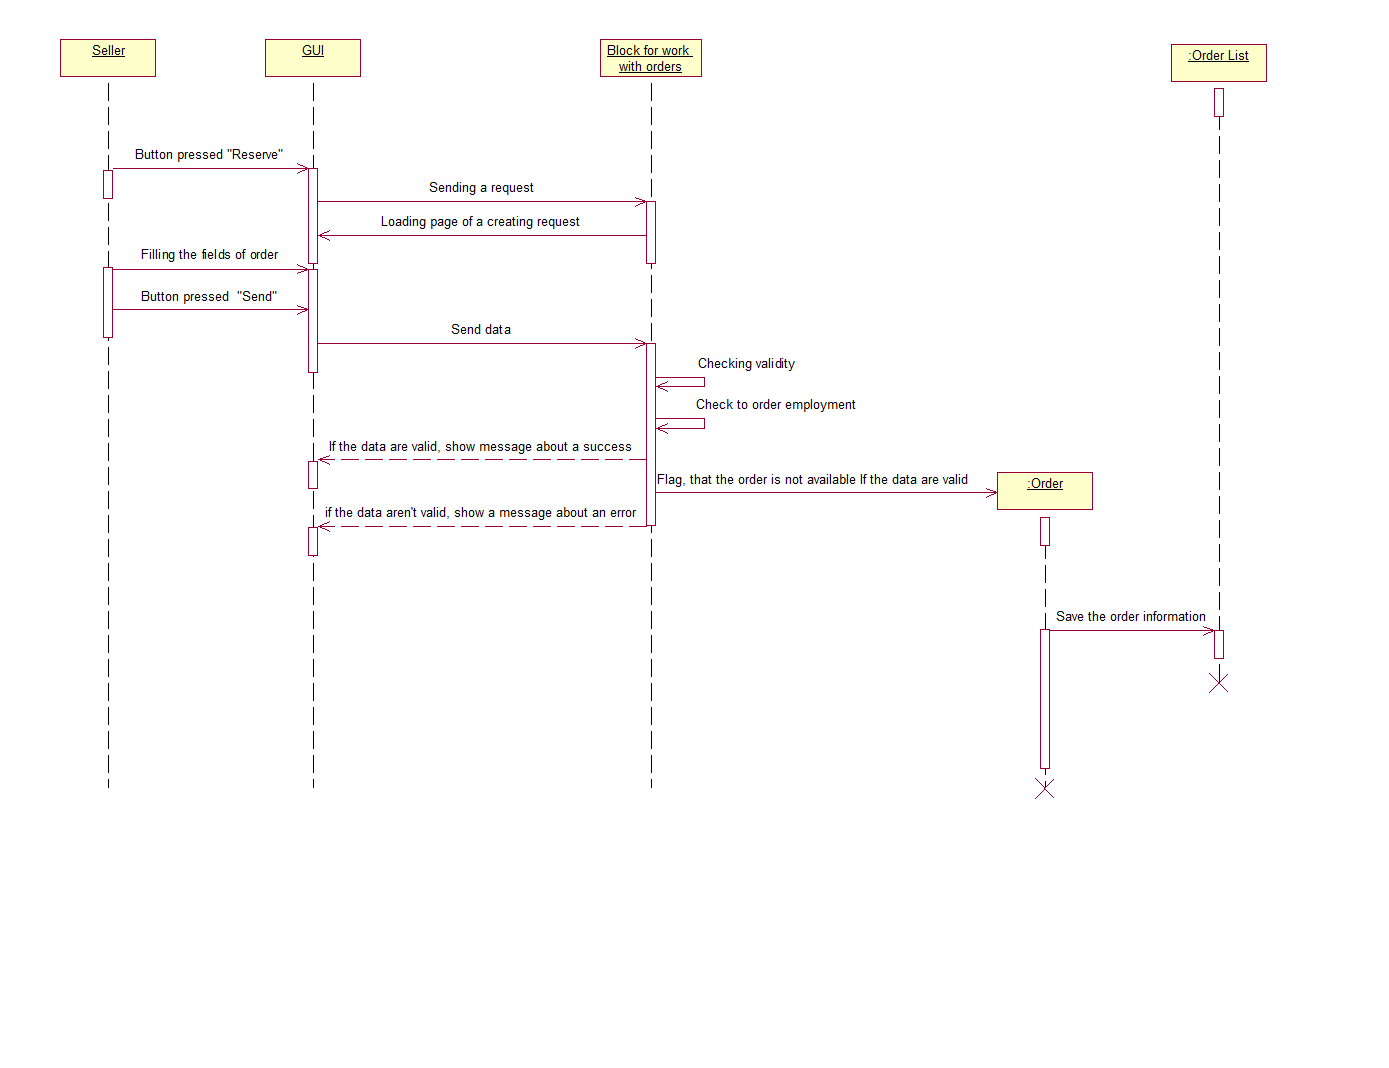 Seller
GUI
Block for work
with orders
:Order List
Button pressed "Reserve"
Sending a request
Loading page of a creating request
Filling the fields of order
Button pressed  "Send"
Send data
Checking validity
Check to order employment
If the data are valid, show message about a success
Flag, that the order is not available If the data are valid
:Order
if the data aren't valid, show a message about an error
Save the order information